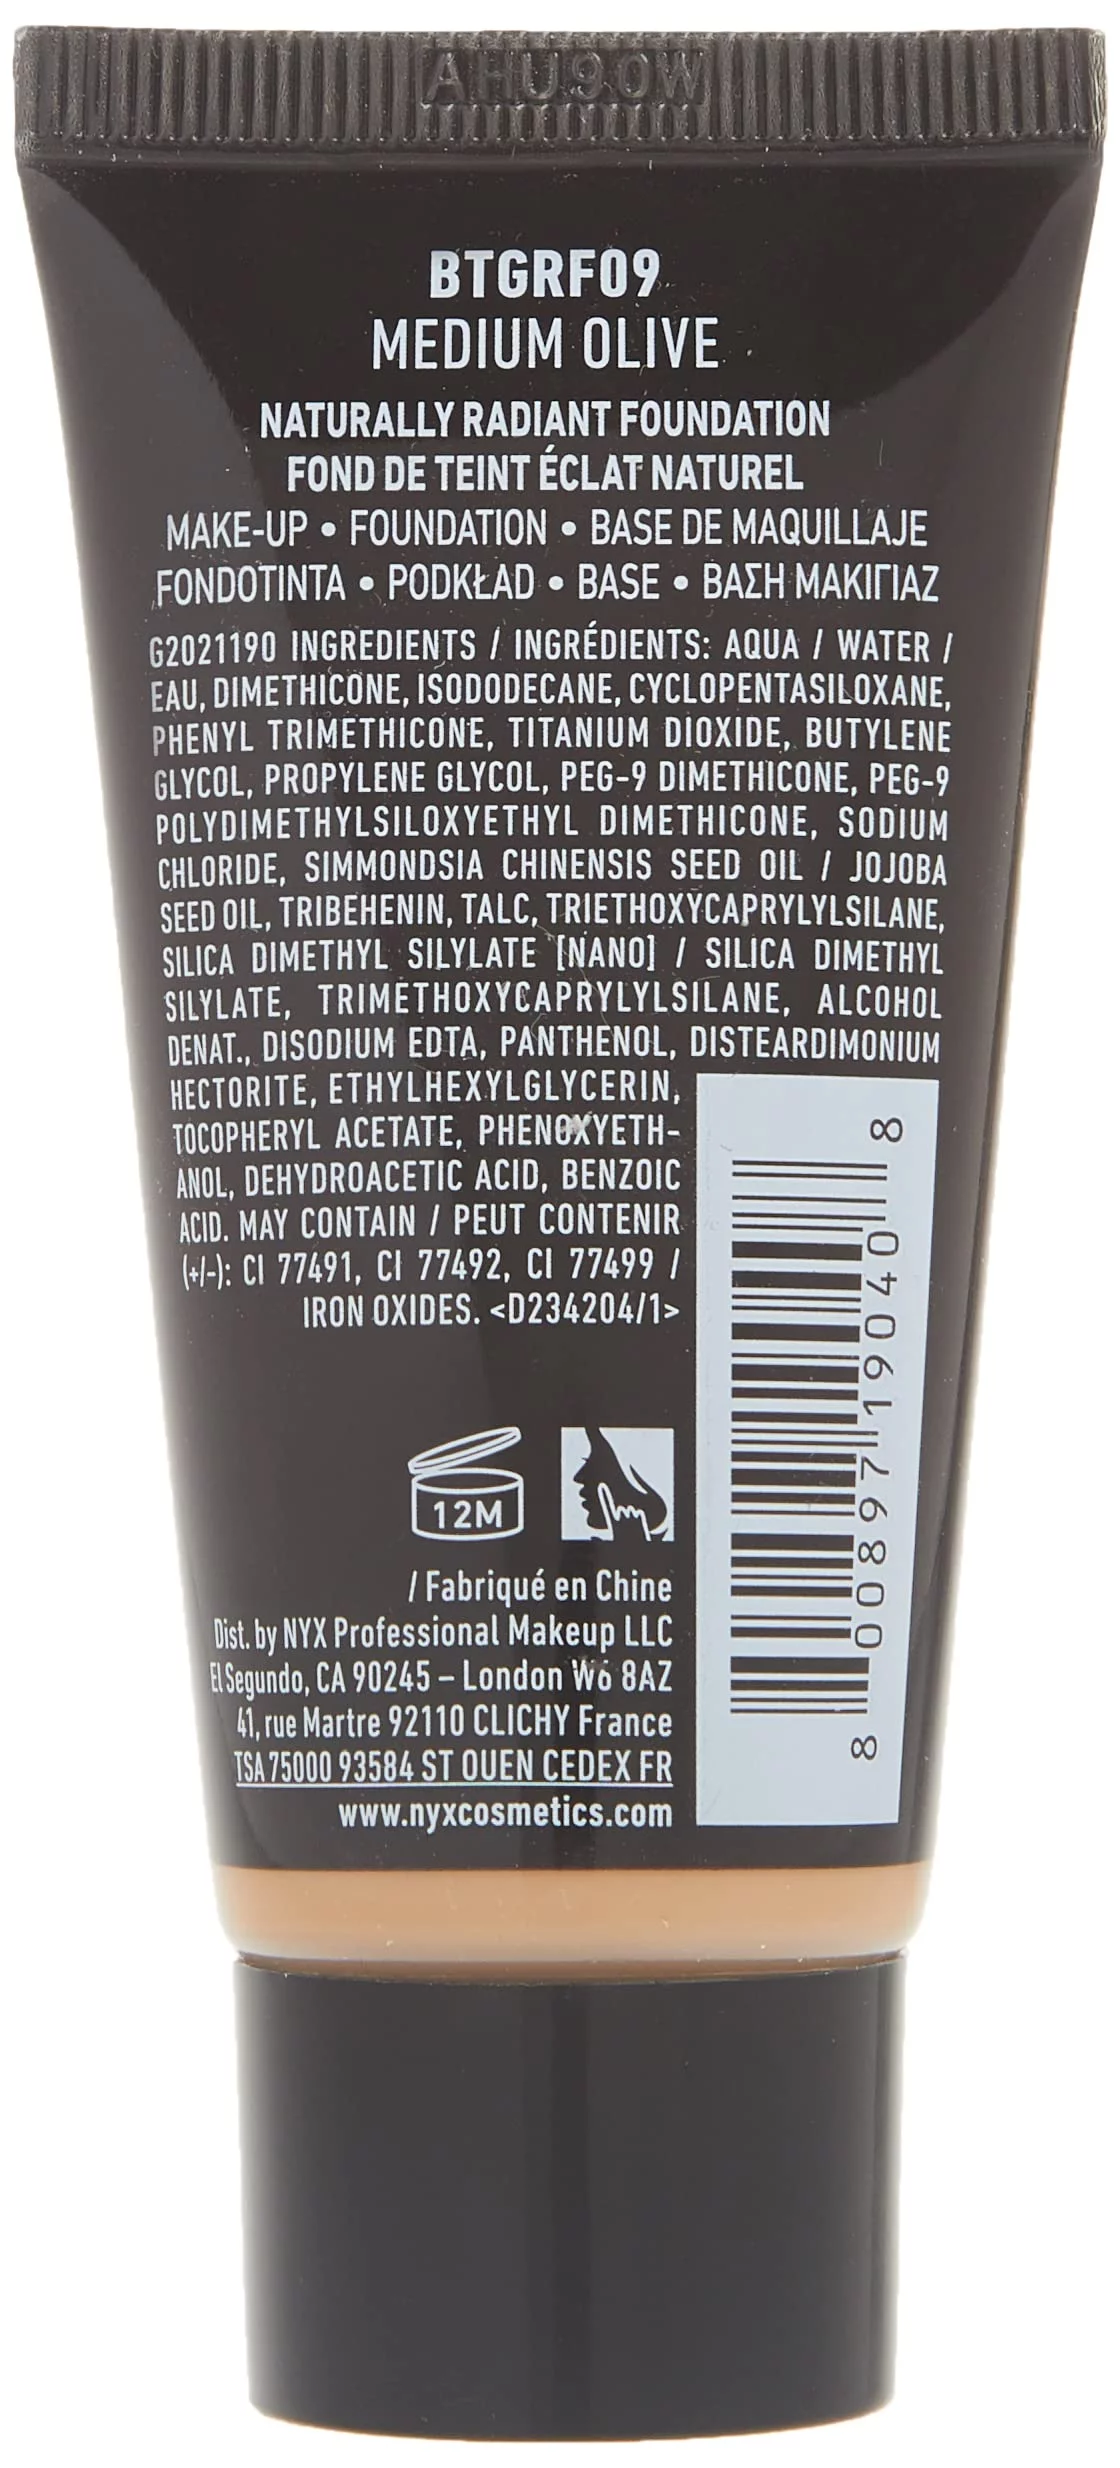 AHU90W
BTGRF09
MEDIUM OLIVE
NATURALLY RADIANT FOUNDATION
FOND DE TEINT ÉCLAT NATUREL
MAKE-UP • FOUNDATION • BASE DE MAQUILLAJE
FONDOTINTA • PODKŁAD • BASE • ΒΑΣΗ ΜΑΚΙΓΙΑΖ
G2021190 INGREDIENTS / INGRÉDIENTS: AQUA / WATER /
EAU, DIMETHICONE, ISODODECANE, CYCLOPENTASILOXANE,
PHENYL TRIMETHICONE, TITANIUM DIOXIDE, BUTYLENE
GLYCOL, PROPYLENE GLYCOL, PEG-9 DIMETHICONE, PEG-9
POLYDIMETHYLSILOXYETHYL DIMETHICONE, SODIUM
CHLORIDE, SIMMONDSIA CHINENSIS SEED OIL / JOJOBA
SEED OIL, TRIBEHENIN, TALC, TRIETHOXYCAPRYLYLSILANE,
SILICA DIMETHYL SILYLATE [NANO] / SILICA DIMETHYL
SILYLATE, TRIMETHOXYCAPRYLYLSILANE, ALCOHOL
DENAT., DISODIUM EDTA, PANTHENOL, DISTEARDIMONIUM
HECTORITE, ETHYLHEXYLGLYCERIN,
TOCOPHERYL ACETATE, PHENOXYETH-
ANOL, DEHYDROACETIC ACID, BENZOIC
ACID. MAY CONTAIN / PEUT CONTENIR
(+/-): CI 77491, CI 77492, CI 77499 /
IRON OXIDES. <D234204/1>
12M
/ Fabriqué en Chine
Dist. by NYX Professional Makeup LLC
El Segundo, CA 90245 – London W6 8AZ
41, rue Martre 92110 CLICHY France
TSA 75000 93584 ST OUEN CEDEX FR
www.nyxcosmetics.com
8 00897 19040 8